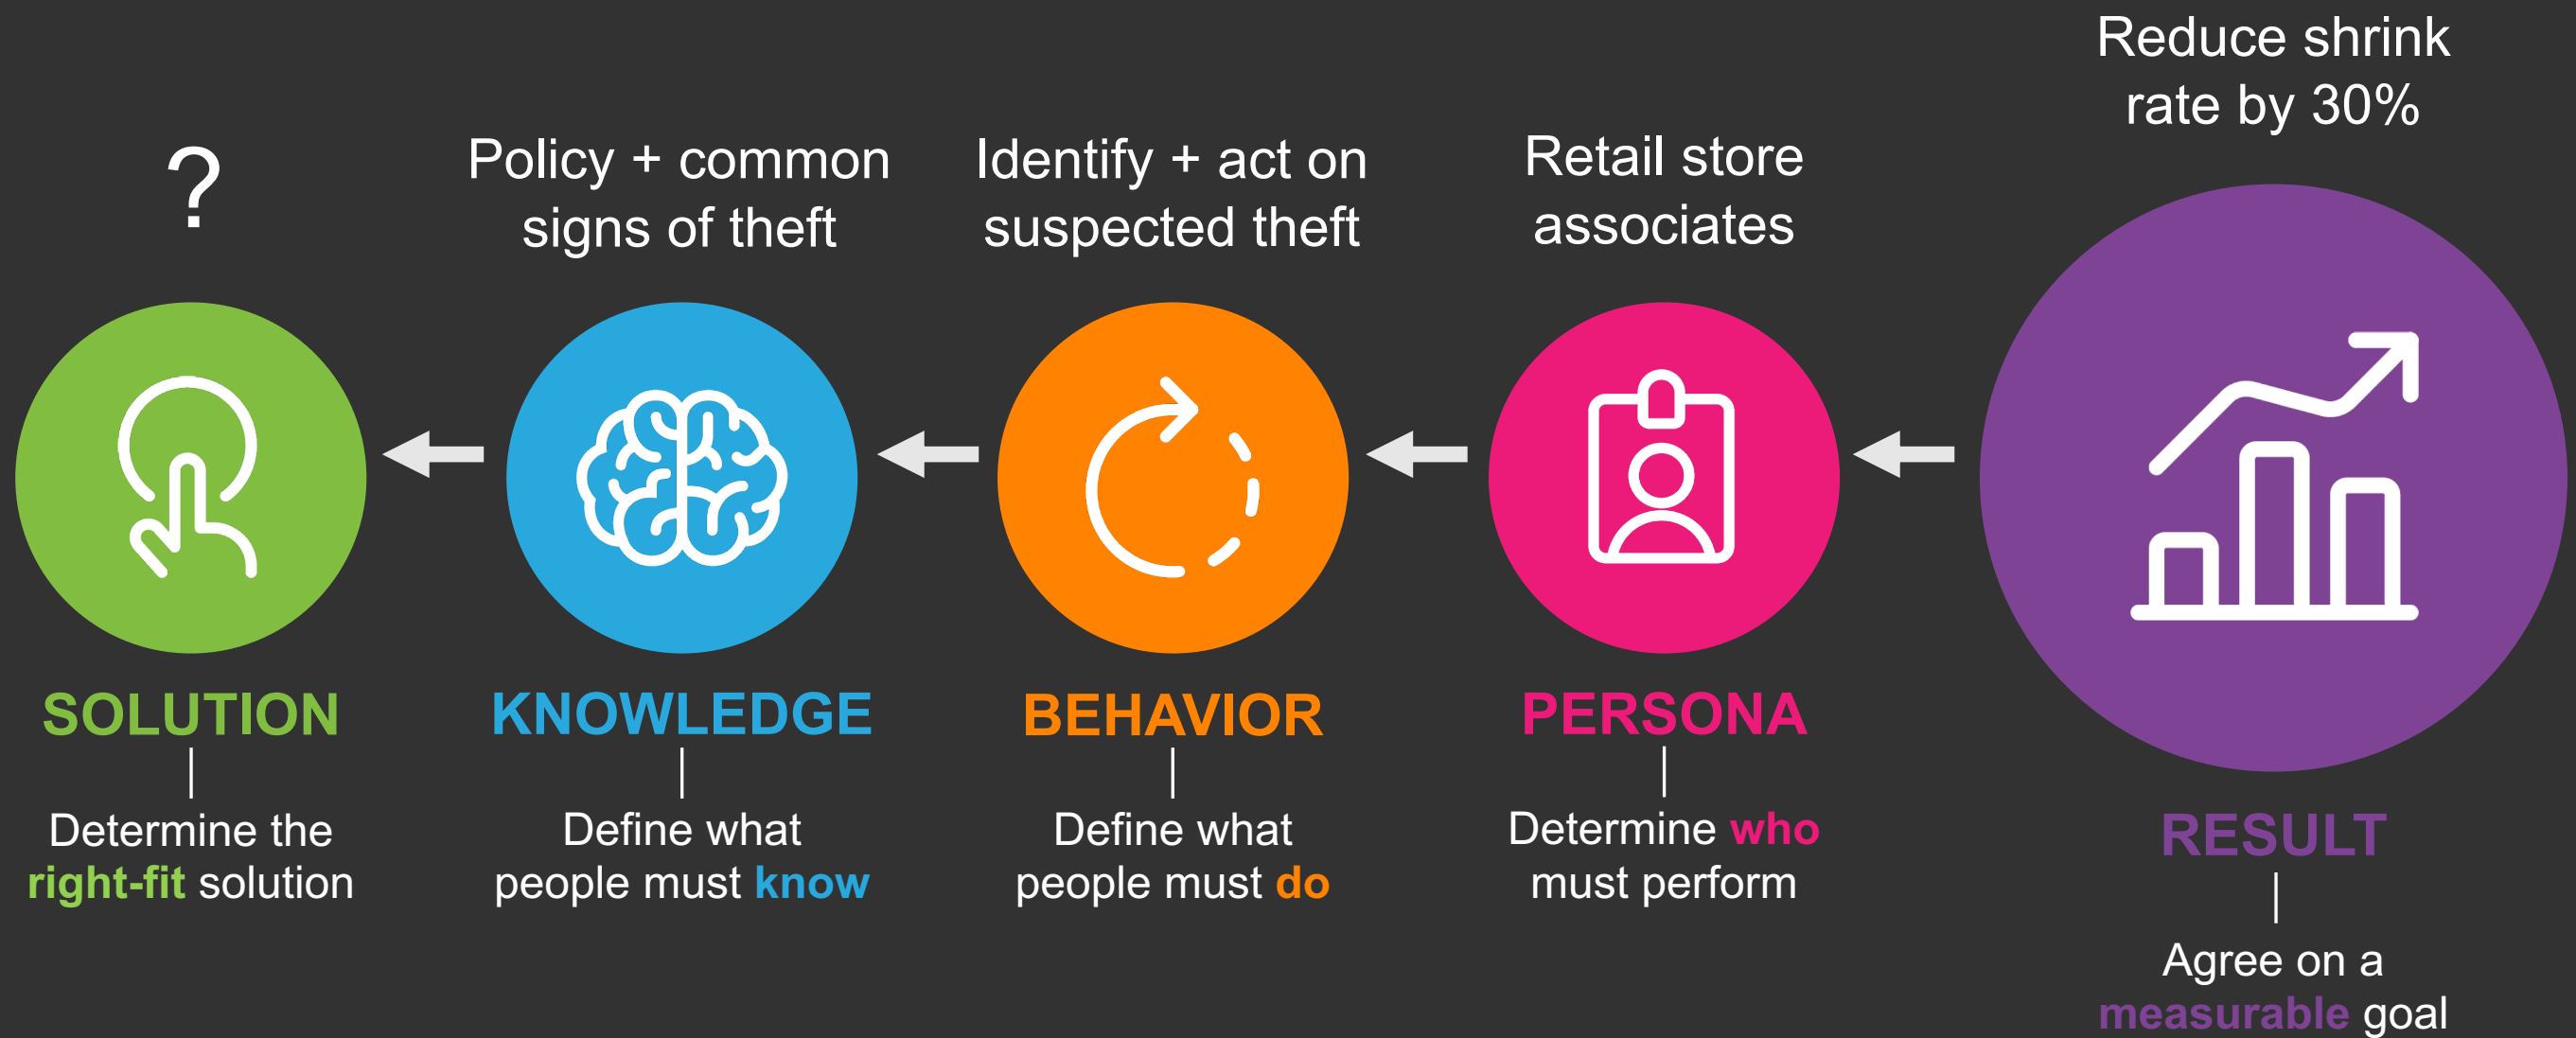 ?
Policy + common
signs of theft
Identify + act on
suspected theft
Retail store
associates
Reduce shrink
rate by 30%
SOLUTION
Determine the
right-fit solution
KNOWLEDGE
Define what
people must know
BEHAVIOR
Define what
people must do
PERSONA
Determine who
must perform
RESULT
Agree on a
measurable goal